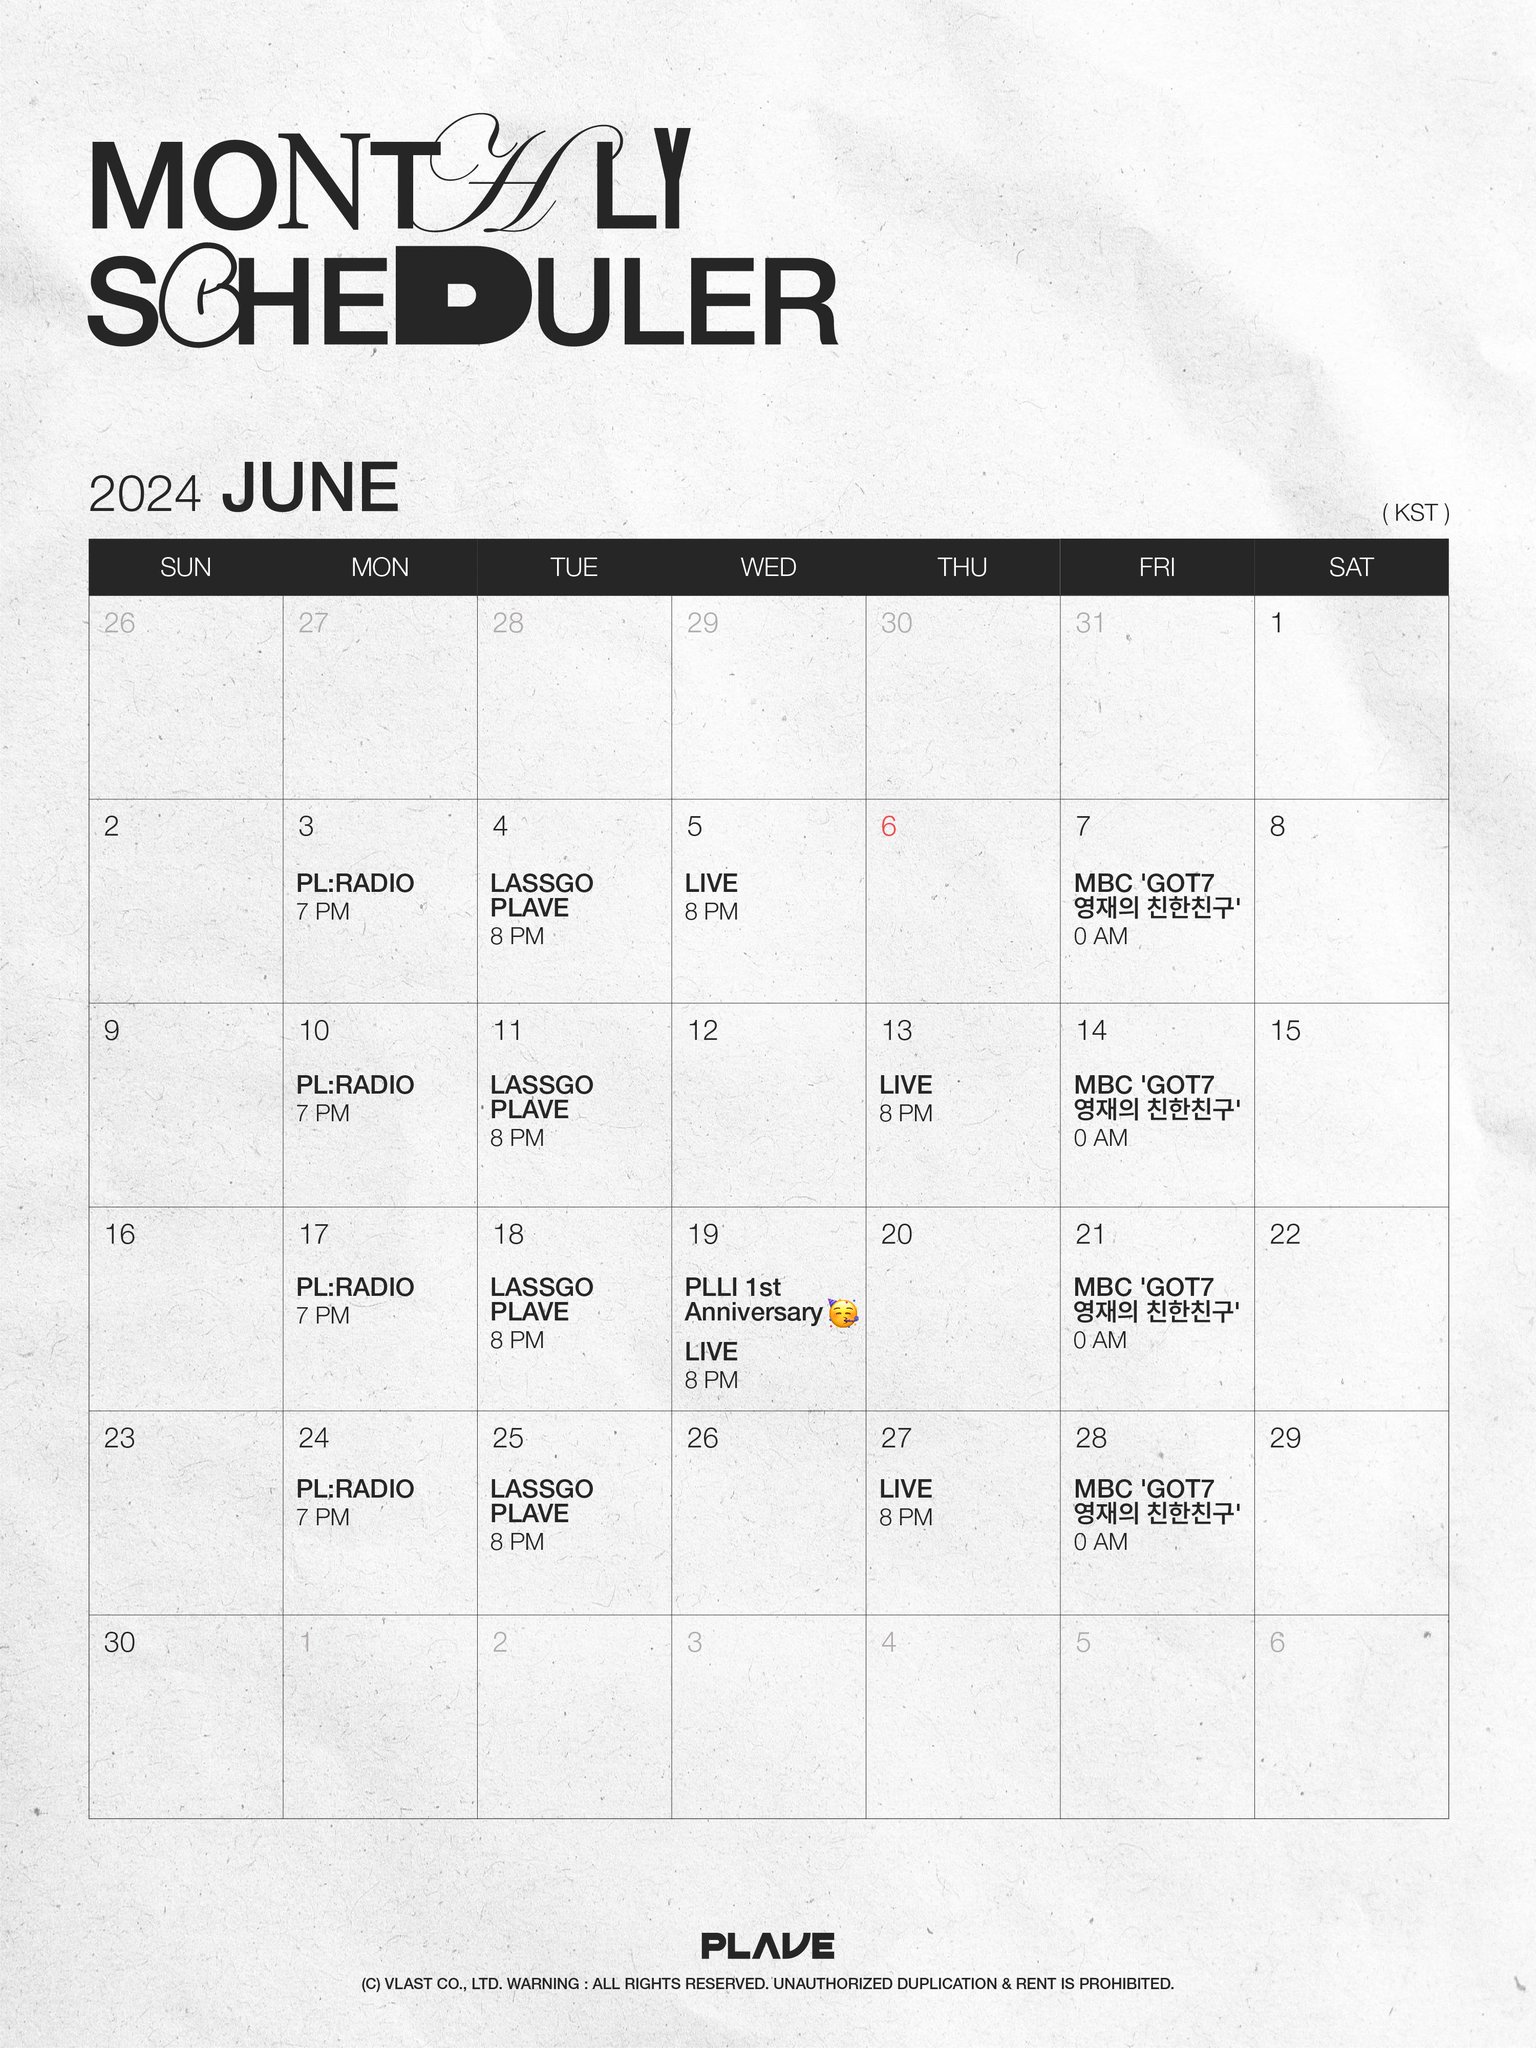 MONTHLY
SCHEDULER
2024 JUNE
( KST )
SUN MON TUE WED THU FRI SAT
26 27 28 29 30 31 1
2 3 4 5 6 7 8
PL:RADIO
7 PM
LASSGO
PLAVE
8 PM
LIVE
8 PM
MBC 'GOT7
영재의 친한친구'
0 AM
9 10 11 12 13 14 15
PL:RADIO
7 PM
LASSGO
PLAVE
8 PM
LIVE
8 PM
MBC 'GOT7
영재의 친한친구'
0 AM
16 17 18 19 20 21 22
PL:RADIO
7 PM
LASSGO
PLAVE
8 PM
PLLI 1st
Anniversary 🥳
LIVE
8 PM
MBC 'GOT7
영재의 친한친구'
0 AM
23 24 25 26 27 28 29
PL:RADIO
7 PM
LASSGO
PLAVE
8 PM
LIVE
8 PM
MBC 'GOT7
영재의 친한친구'
0 AM
30 1 2 3 4 5 6
PLAVE
(C) VLAST CO., LTD. WARNING : ALL RIGHTS RESERVED. UNAUTHORIZED DUPLICATION & RENT IS PROHIBITED.